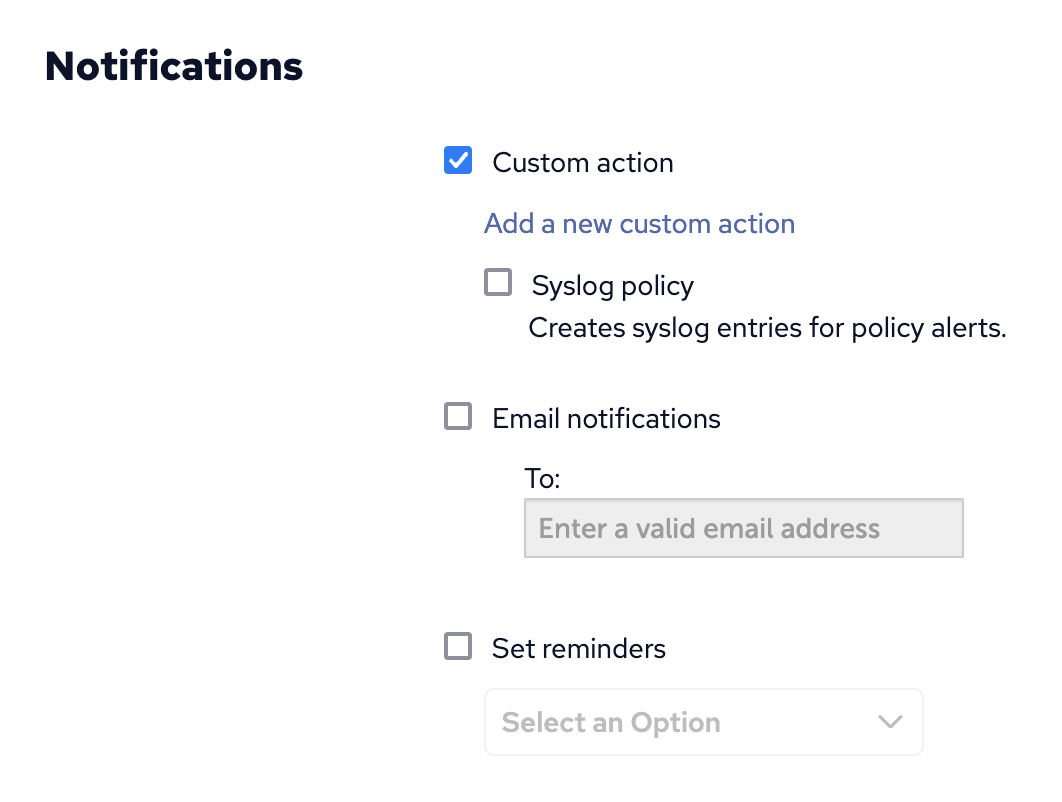 Notifications
Custom action
Add a new custom action
Syslog policy
Creates syslog entries for policy alerts.
Email notifications
To:
Enter a valid email address
Set reminders
Select an Option